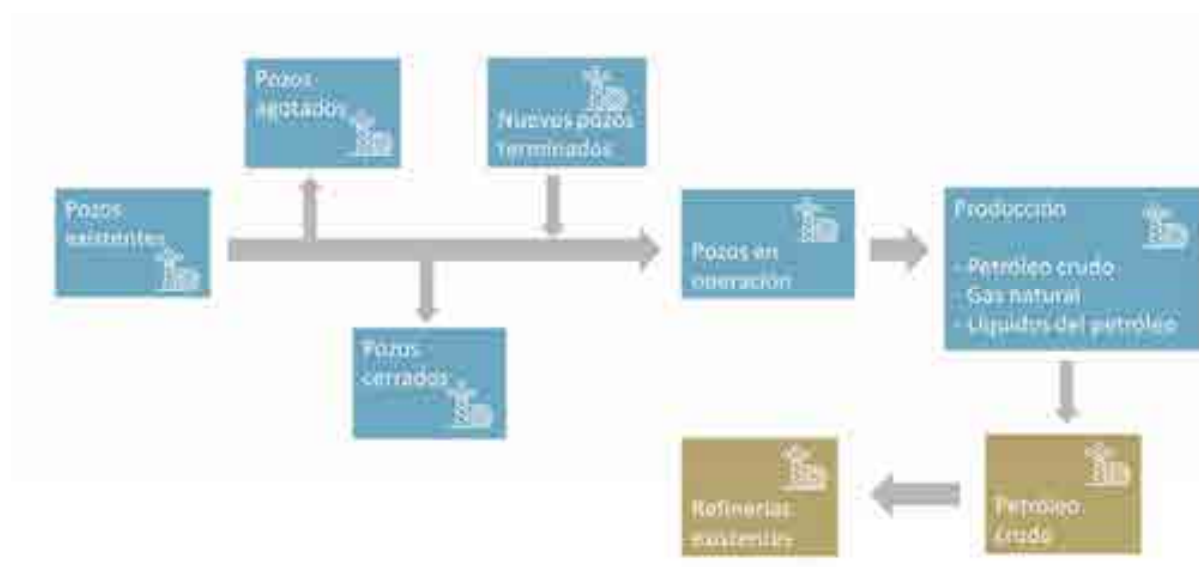 Pozos
agotados
Nuevos pozos
terminados
Pozos
existentes
Pozos en
operación
Producción
- Petróleo crudo
- Gas natural
- Líquidos del petróleo
Pozos
cerrados
Refinerías
existentes
Petróleo
crudo